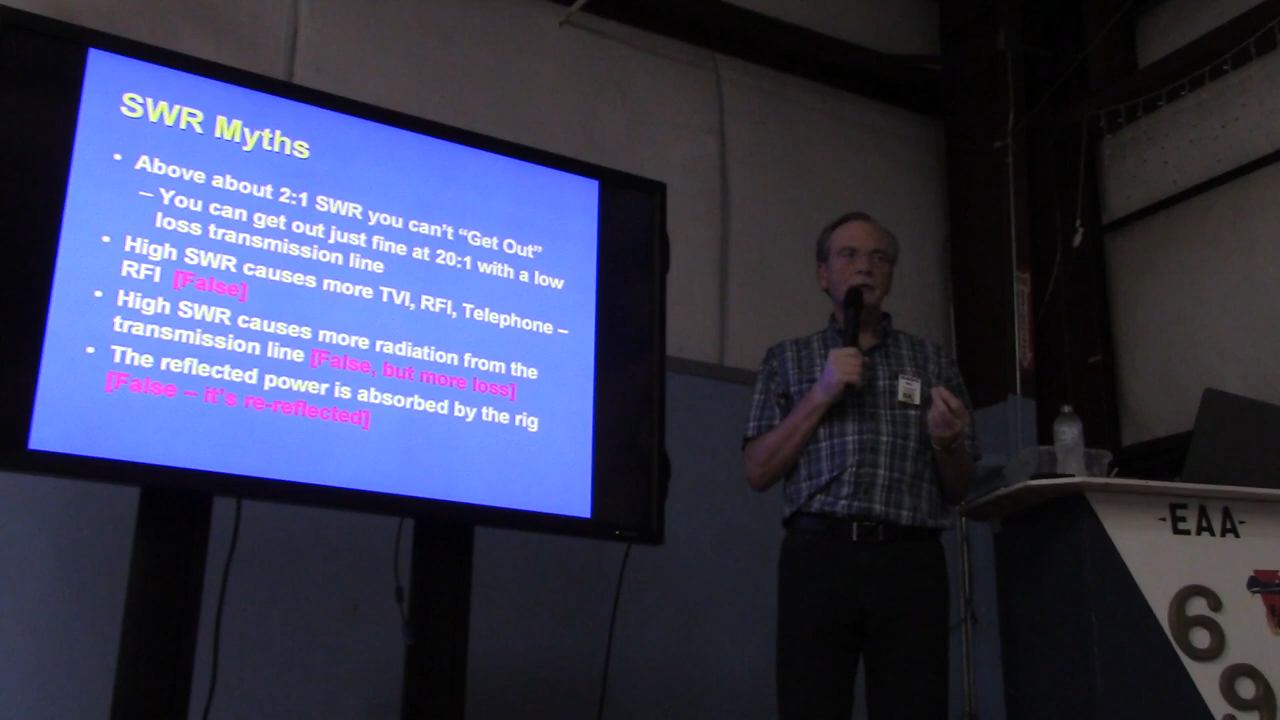 SWR Myths
• Above about 2:1 SWR you can't “Get Out”
– You can get out just fine at 20:1 with a low
loss transmission line
• High SWR causes more TVI, RFI, Telephone –
RFI [False]
• High SWR causes more radiation from the
transmission line [False, but more loss]
• The reflected power is absorbed by the rig
[False – it's re-reflected]
-EAA-
69